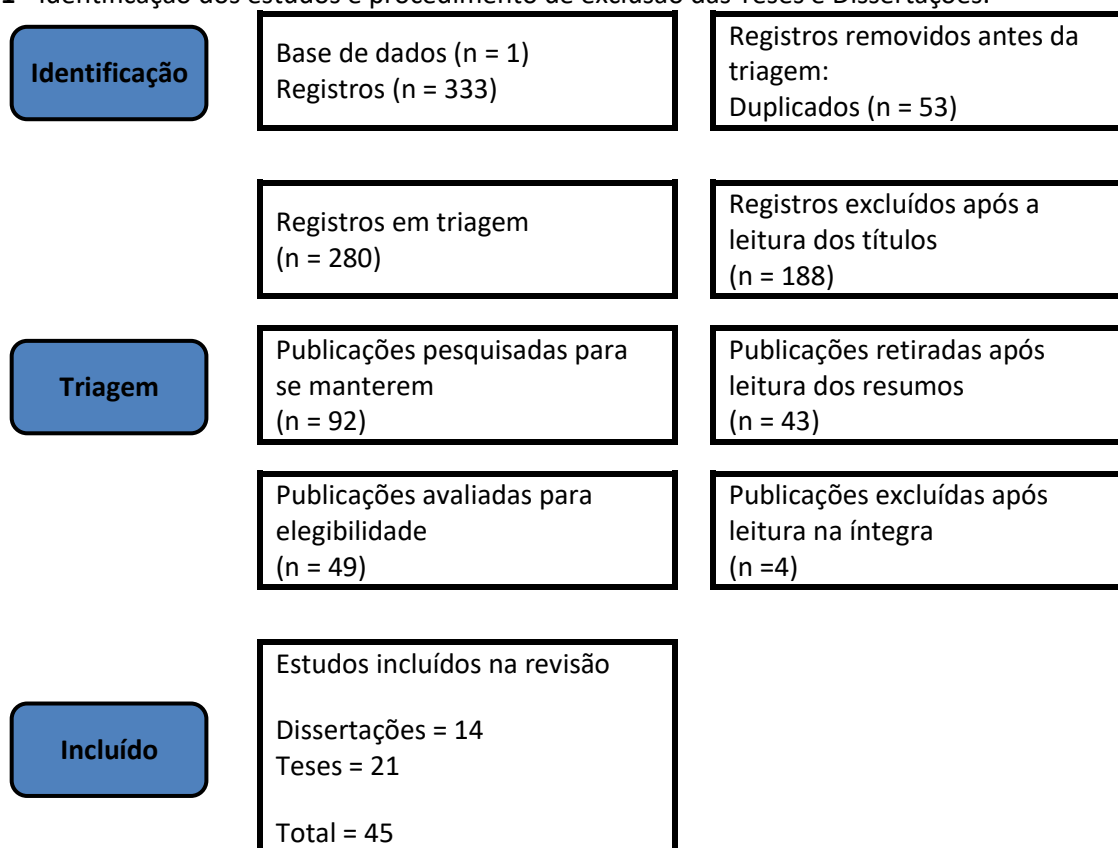 1 - Identificação dos estudos e procedimento de exclusão das Teses e Dissertações.
Identificação
Base de dados (n = 1)
Registros (n = 333)
Registros removidos antes da
triagem:
Duplicados (n = 53)
Registros em triagem
(n = 280)
Registros excluídos após a
leitura dos títulos
(n = 188)
Triagem
Publicações pesquisadas para
se manterem
(n = 92)
Publicações retiradas após
leitura dos resumos
(n = 43)
Publicações avaliadas para
elegibilidade
(n = 49)
Publicações excluídas após
leitura na íntegra
(n =4)
Incluído
Estudos incluídos na revisão
Dissertações = 14
Teses = 21
Total = 45